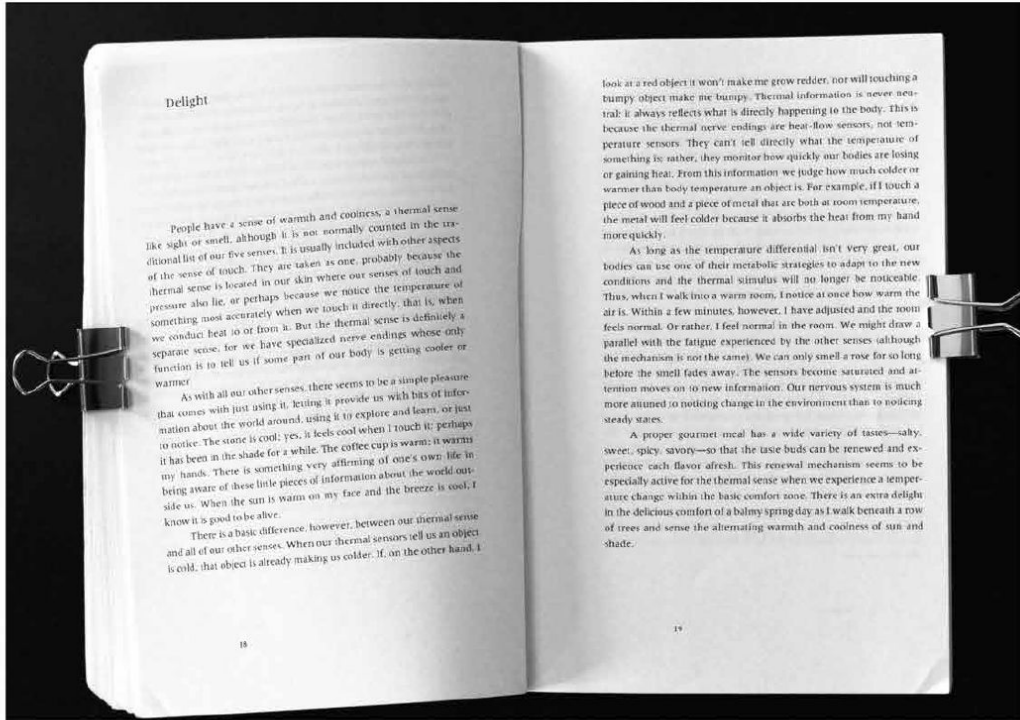 Delight
People have a sense of warmth and coolness, a thermal sense
like sight or smell, although it is not normally counted in the tra-
ditional list of our five senses. It is usually included with other aspects
of the sense of touch. They are taken as one, probably because the
thermal sense is located in our skin where our senses of touch and
pressure also lie, or perhaps because we notice the temperature of
something most accurately when we touch it directly, that is, when
we conduct heat to or from it. But the thermal sense is definitely a
separate sense, for we have specialized nerve endings whose only
function is to tell us if some part of our body is getting cooler or
warmer
As with all our other senses, there seems to be a simple pleasure
that comes with just using it, letting it provide us with bits of infor-
mation about the world around, using it to explore and learn, or just
to notice. The stone is cool; yes, it feels cool when I touch it; perhaps
it has been in the shade for a while. The coffee cup is warm; it warms
my hands. There is something very affirming of one's own life in
being aware of these little pieces of information about the world out-
side us. When the sun is warm on my face and the breeze is cool, I
know it is good to be alive.
There is a basic difference, however, between our thermal sense
and all of our other senses. When our thermal sensors tell us an object
is cold, that object is already making us colder. If, on the other hand, I
18
look at a red object it won't make me grow redder, nor will touching a
bumpy object make me bumpy. Thermal information is never neu-
tral; it always reflects what is directly happening to the body. This is
because the thermal nerve endings are heat-flow sensors, not tem-
perature sensors. They can't tell directly what the temperature of
something is; rather, they monitor how quickly our bodies are losing
or gaining heat. From this information we judge how much colder or
warmer than body temperature an object is. For example, if I touch a
piece of wood and a piece of metal that are both at room temperature,
the metal will feel colder because it absorbs the heat from my hand
more quickly.
As long as the temperature differential isn't very great, our
bodies can use one of their metabolic strategies to adapt to the new
conditions and the thermal stimulus will no longer be noticeable.
Thus, when I walk into a warm room, I notice at once how warm the
air is. Within a few minutes, however, I have adjusted and the room
feels normal. Or rather, I feel normal in the room. We might draw a
parallel with the fatigue experienced by the other senses (although
the mechanism is not the same). We can only smell a rose for so long
before the smell fades away. The sensors become saturated and at-
tention moves on to new information. Our nervous system is much
more attuned to noticing change in the environment than to noticing
steady states.
A proper gourmet meal has a wide variety of tastes—salty,
sweet, spicy, savory—so that the taste buds can be renewed and ex-
perience each flavor afresh. This renewal mechanism seems to be
especially active for the thermal sense when we experience a temper-
ature change within the basic comfort zone. There is an extra delight
in the delicious comfort of a balmy spring day as I walk beneath a row
of trees and sense the alternating warmth and coolness of sun and
shade.
19